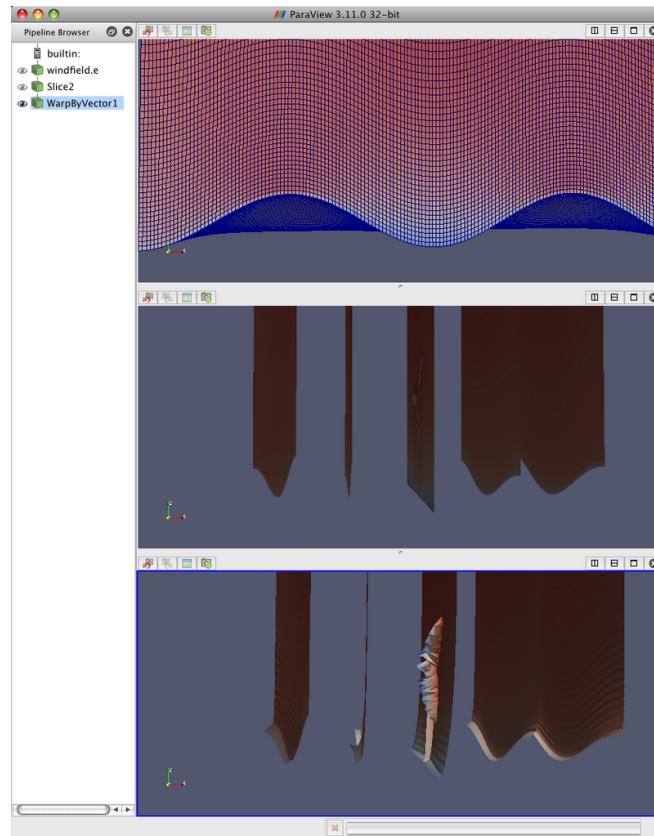 ParaView 3.11.0 32-bit
Pipeline Browser
builtin:
windfield.e
Slice2
WarpByVector1